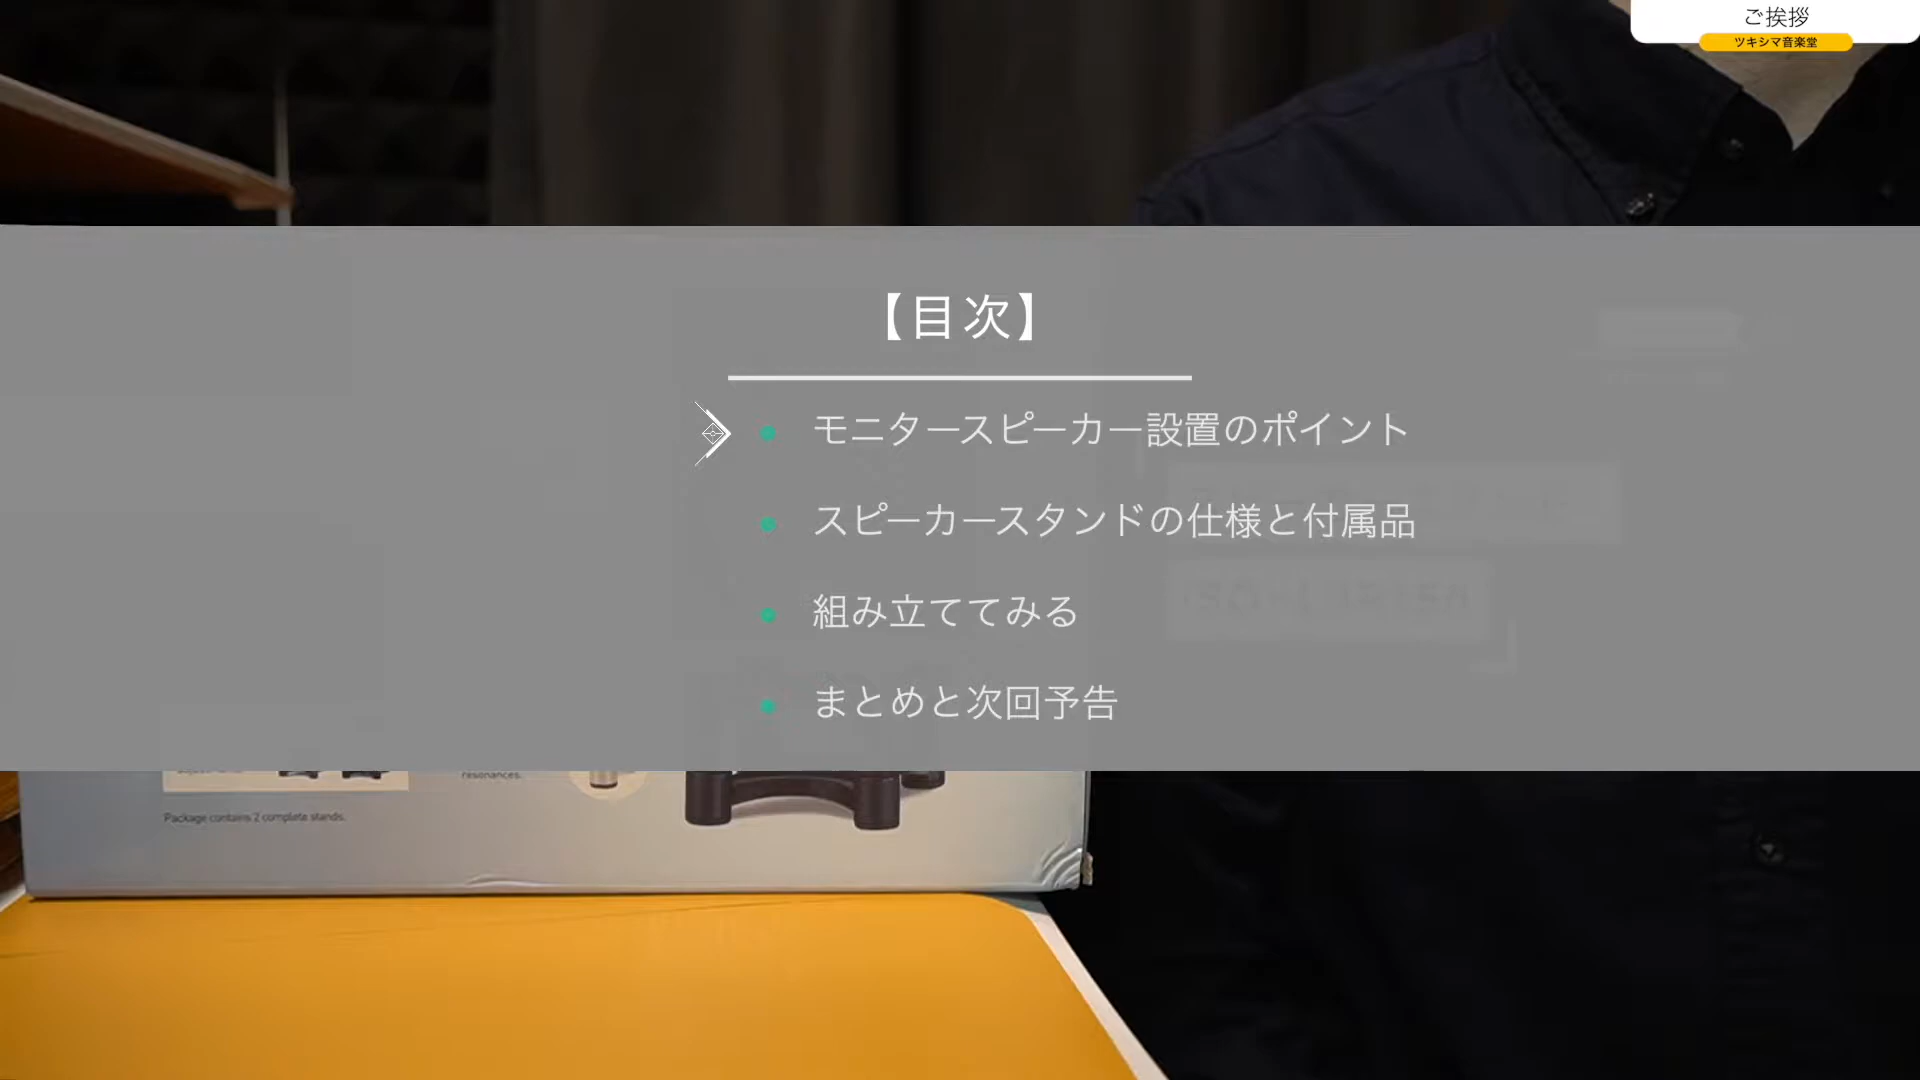 ご挨拶
ツキシマ音楽堂
【目次】
モニタースピーカー設置のポイント
スピーカースタンドの仕様と付属品
組み立ててみる
まとめと次回予告
resonances.
Package contains 2 complete stands.